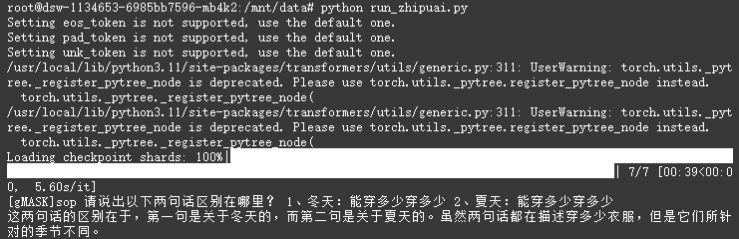 root@dsw-1134653-6985bb7596-mb4k2:/mnt/data# python run_zhipuai.py
Setting eos_token is not supported, use the default one.
Setting pad_token is not supported, use the default one.
Setting unk_token is not supported, use the default one.
/usr/local/lib/python3.11/site-packages/transformers/utils/generic.py:311: UserWarning: torch.utils._pyt
ree._register_pytree_node is deprecated. Please use torch.utils._pytree.register_pytree_node instead.
  torch.utils._pytree._register_pytree_node(
/usr/local/lib/python3.11/site-packages/transformers/utils/generic.py:311: UserWarning: torch.utils._pyt
ree._register_pytree_node is deprecated. Please use torch.utils._pytree.register_pytree_node instead.
  torch.utils._pytree._register_pytree_node(
Loading checkpoint shards: 100%|
| 7/7 [00:39<00:0
0,  5.60s/it]
[gMASK]sop 请说出以下两句话区别在哪里？ 1、冬天：能穿多少穿多少 2、夏天：能穿多少穿多少
这两句话的区别在于，第一句是关于冬天的，而第二句是关于夏天的。虽然两句话都在描述穿多少衣服，但是它们所针
对的季节不同。